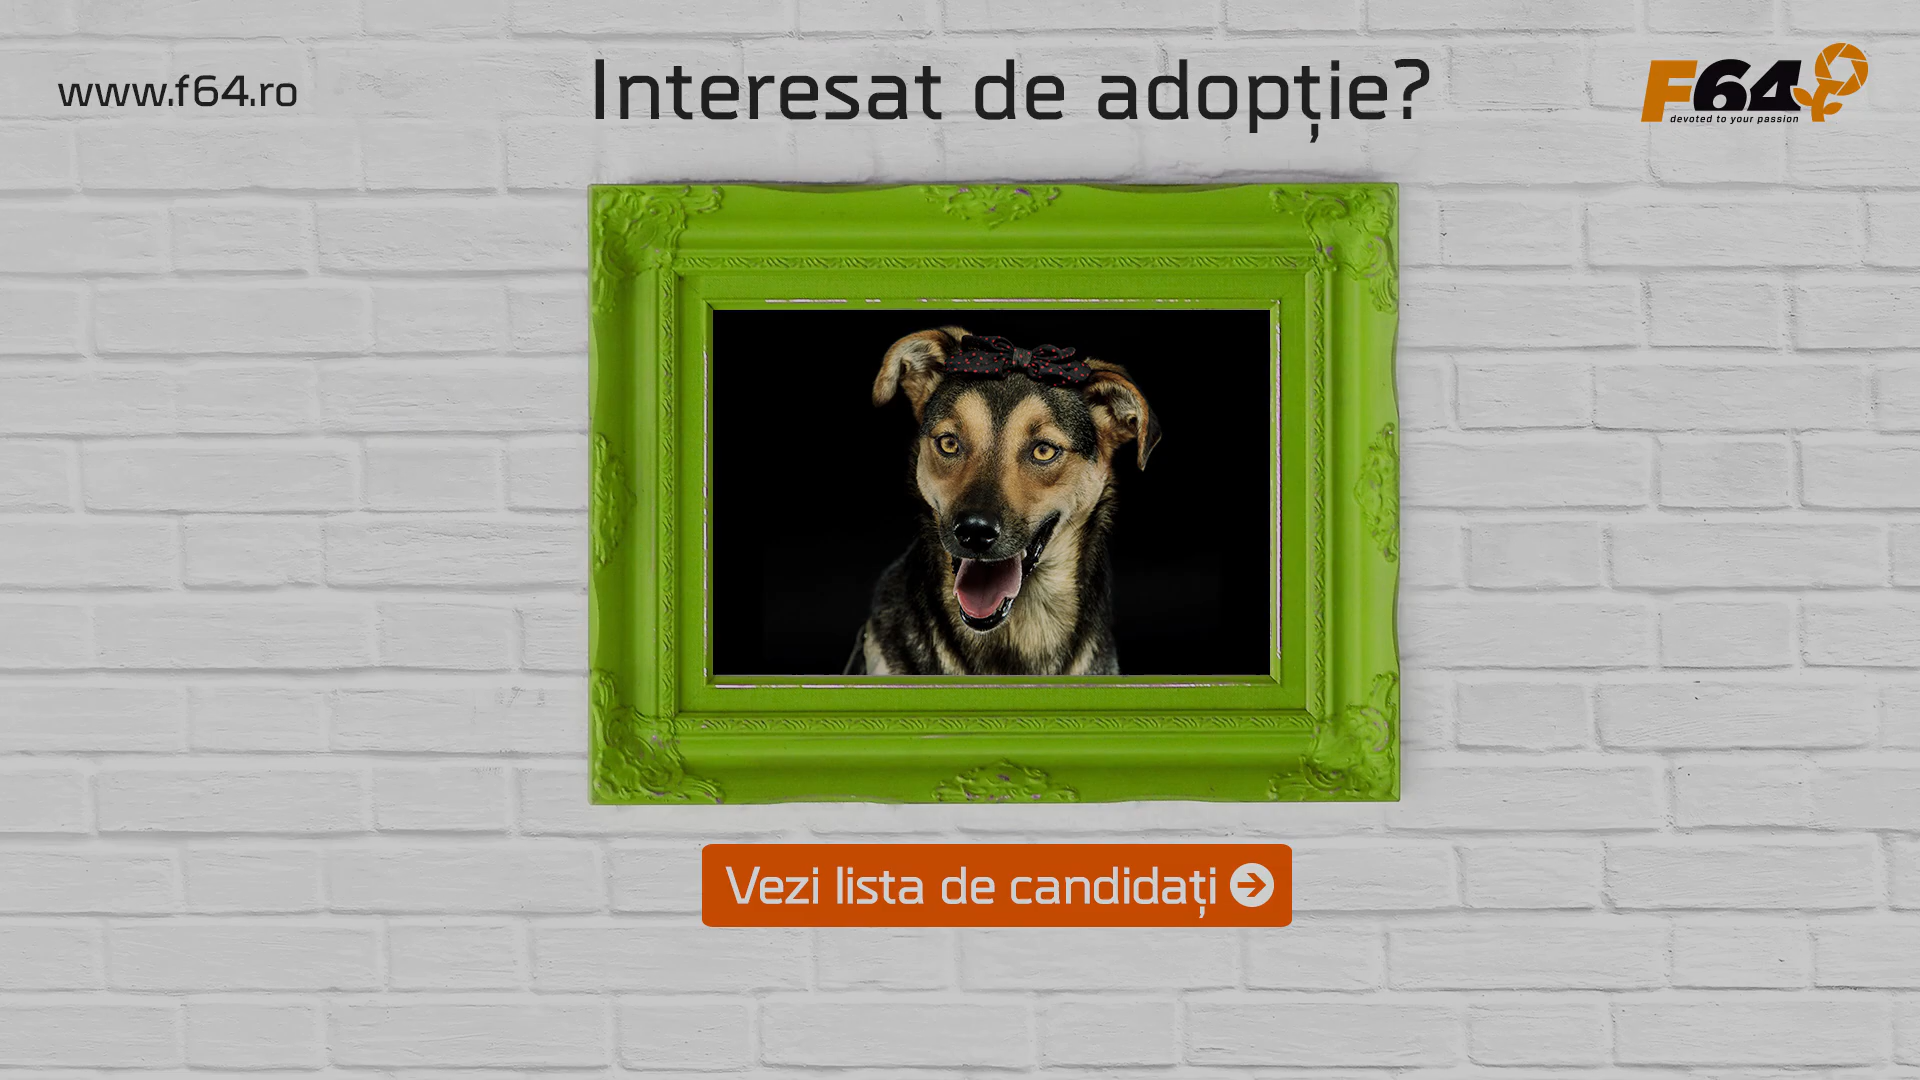 www.f64.ro
Interesat de adopție?
F64
devoted to your passion
Vezi lista de candidați